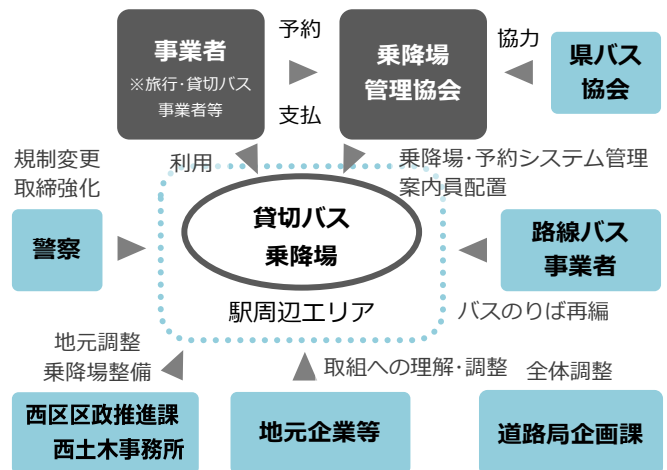 事業者
※旅行・貸切バス
事業者等
予約
支払
乗降場
管理協会
協力
県バス
協会
規制変更
取締強化
利用
乗降場・予約システム管理
案内員配置
警察
貸切バス
乗降場
路線バス
事業者
駅周辺エリア
バスのりば再編
地元調整
乗降場整備
取組への理解・調整
全体調整
西区区政推進課
西土木事務所
地元企業等
道路局企画課